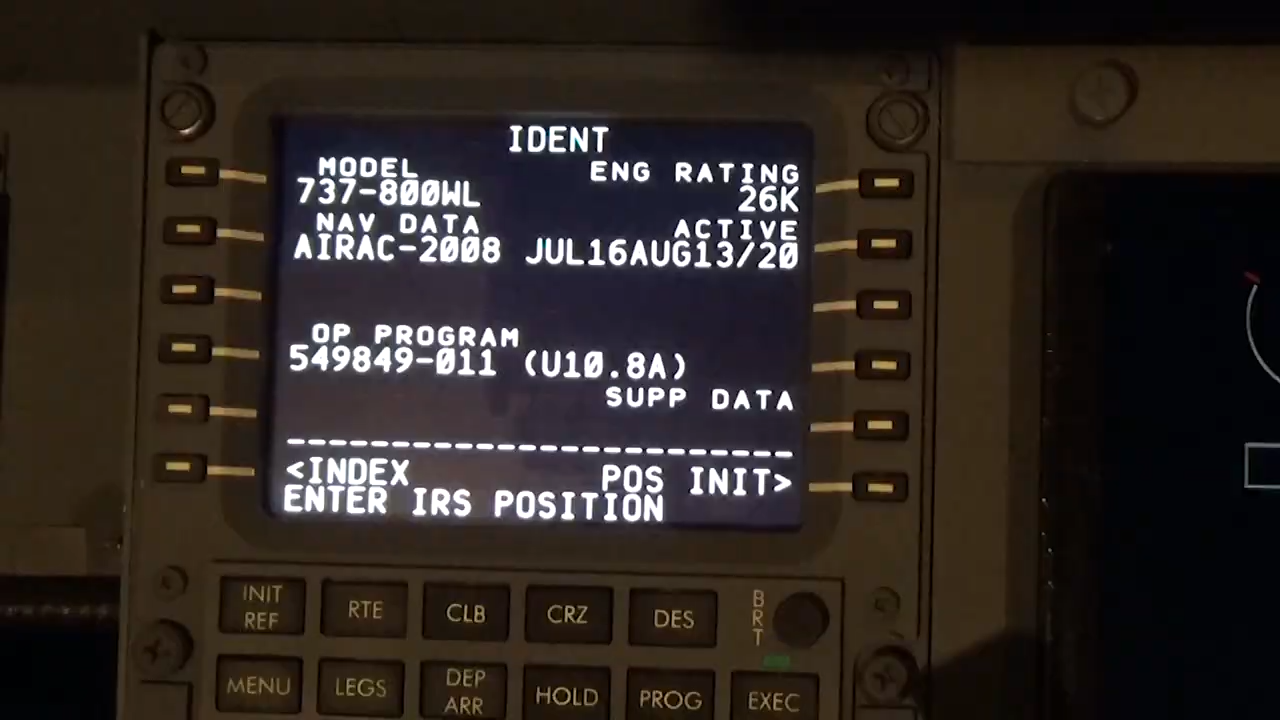 IDENT
MODEL ENG RATING
737-800WL 26K
NAV DATA ACTIVE
AIRAC-2008 JUL16AUG13/20
OP PROGRAM
549849-011 (U10.8A)
SUPP DATA
------------------------
<INDEX POS INIT>
ENTER IRS POSITION
INIT REF
RTE
CLB
CRZ
DES
BRT
MENU
LEGS
DEP ARR
HOLD
PROG
EXEC